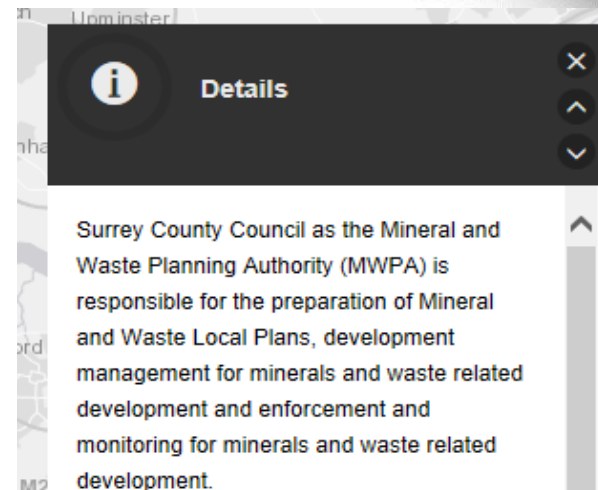 Upminster
Details
Surrey County Council as the Mineral and
Waste Planning Authority (MWPA) is
responsible for the preparation of Mineral
and Waste Local Plans, development
management for minerals and waste related
development and enforcement and
monitoring for minerals and waste related
development.